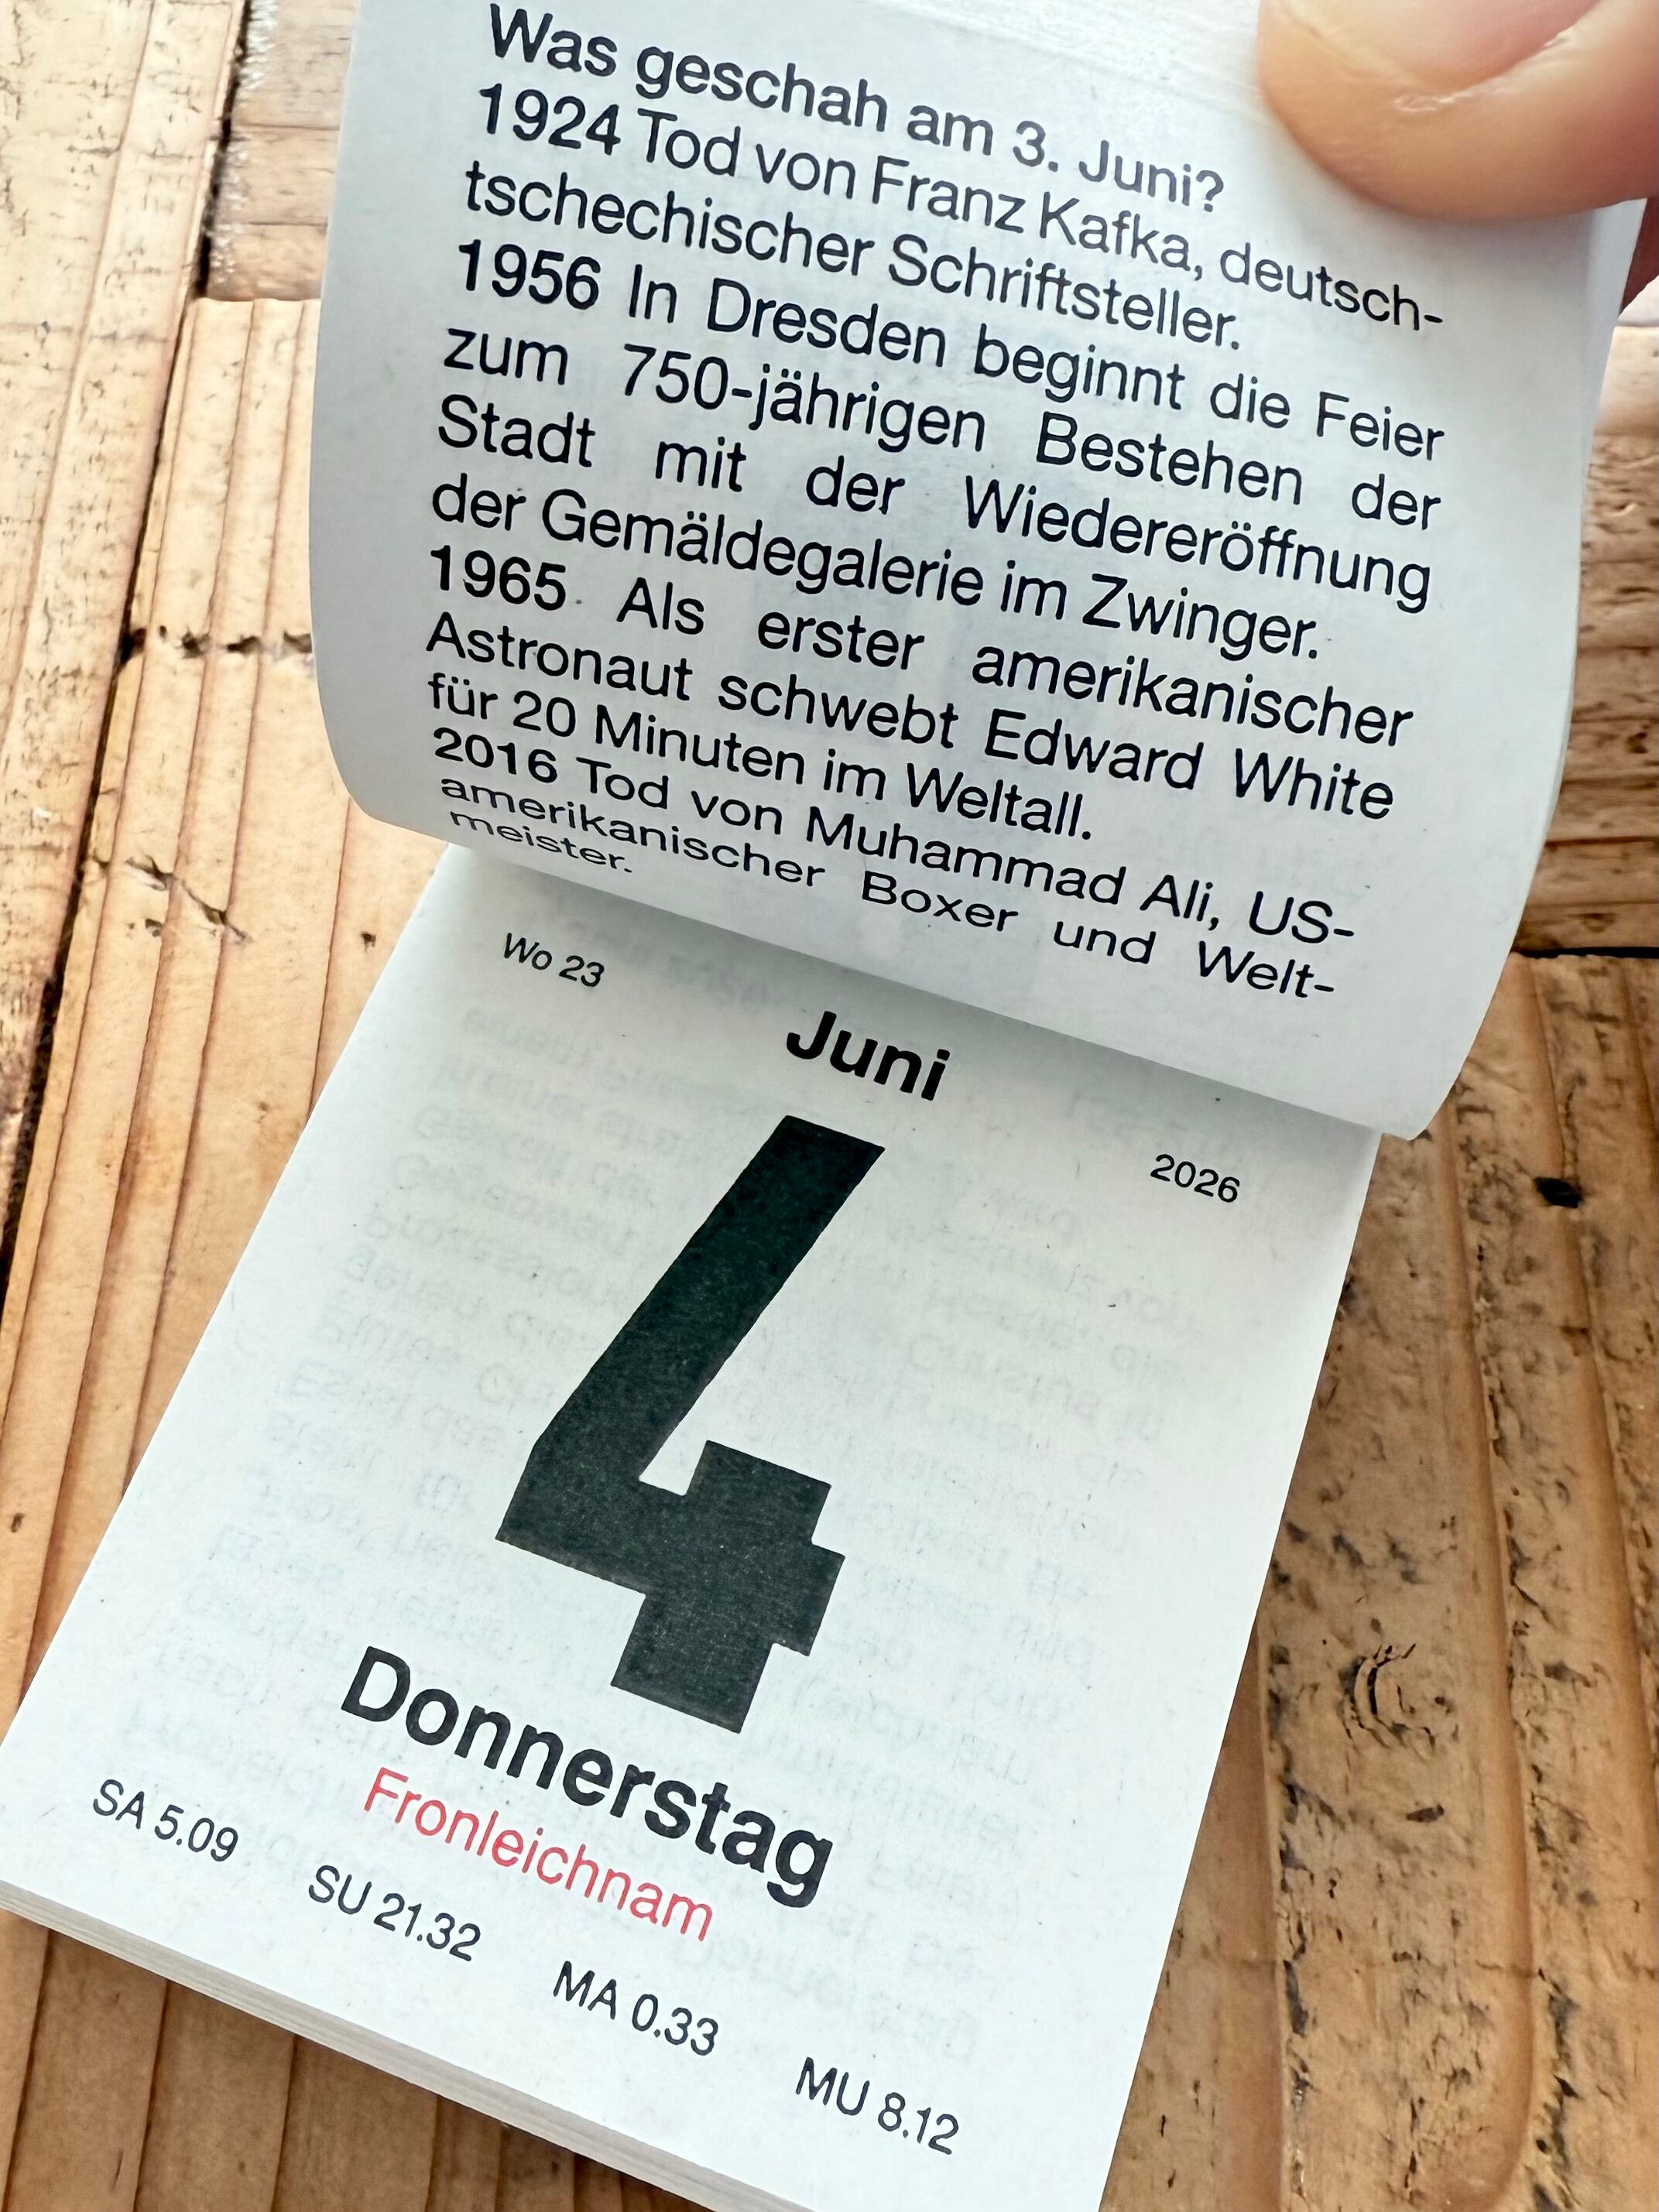 Was geschah am 3. Juni?
1924 Tod von Franz Kafka, deutsch-
tschechischer Schriftsteller.
1956 In Dresden beginnt die Feier
zum 750-jährigen Bestehen der
Stadt mit der Wiedereröffnung
der Gemäldegalerie im Zwinger.
1965 Als erster amerikanischer
Astronaut schwebt Edward White
für 20 Minuten im Weltall.
2016 Tod von Muhammad Ali, US-
amerikanischer Boxer und Welt-
meister.
Wo 23
Juni
2026
4
Donnerstag
Fronleichnam
SA 5.09 SU 21.32 MA 0.33 MU 8.12